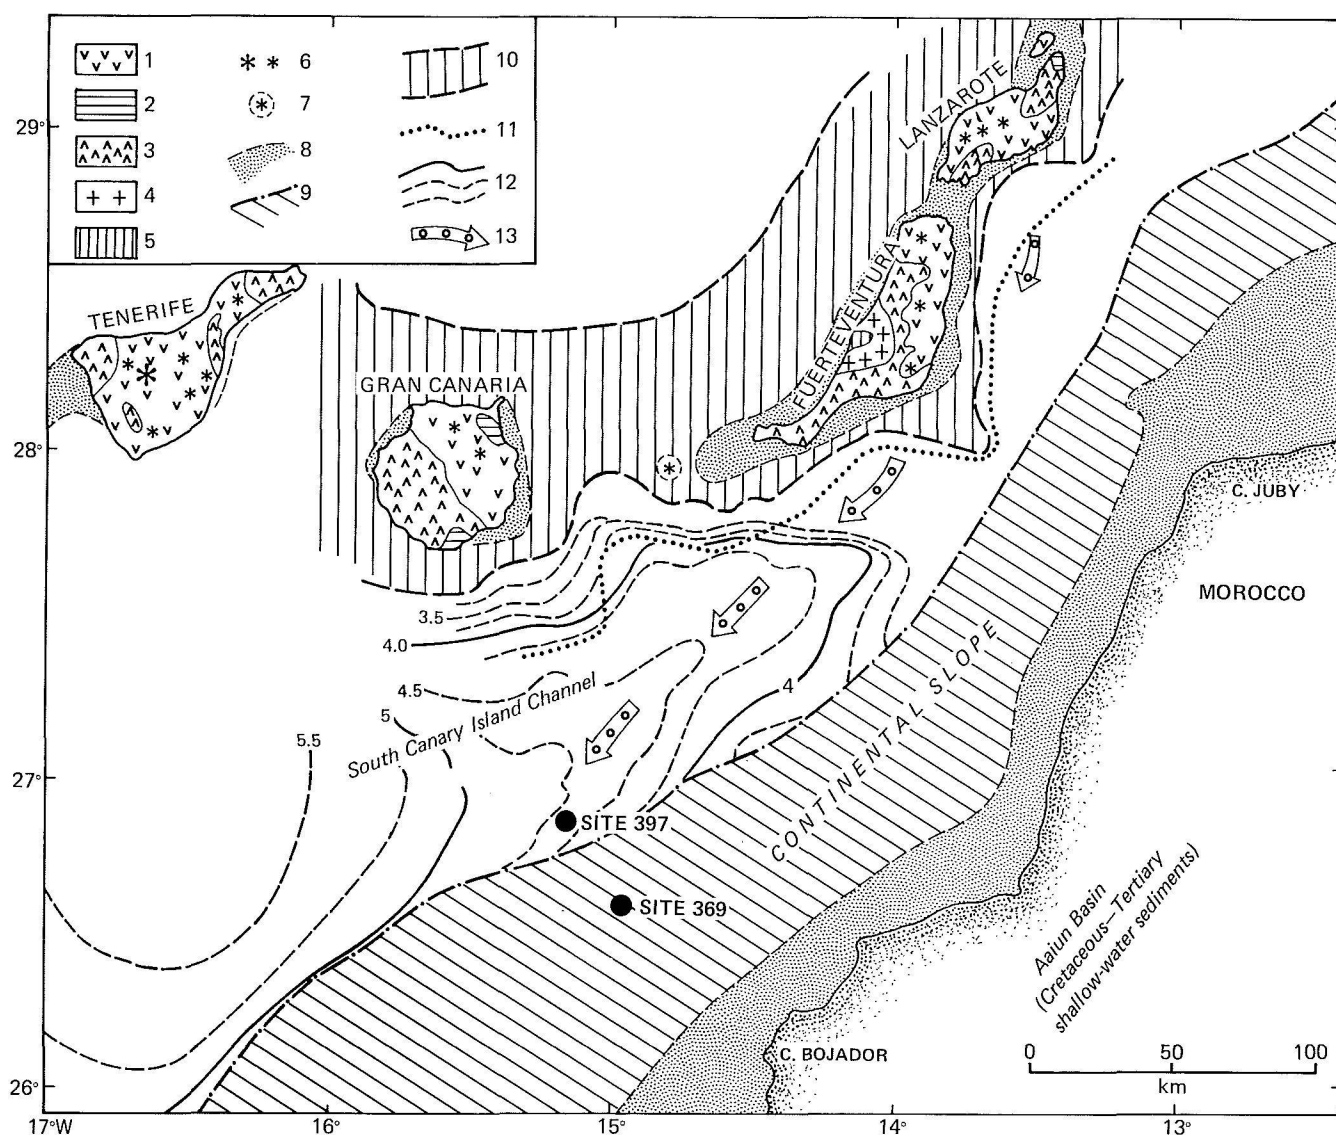 1
2
3
4
5
6
7
8
9
10
11
12
13
29°
28°
27°
26°
17W
16°
15°
14°
13°
LANZAROTE
FUERTEVENTURA
TENERIFE
GRAN CANARIA
C. JUBY
MOROCCO
3.5
4.0
4.5
5
5.5
4
South Canary Island Channel
CONTINENTAL SLOPE
SITE 397
SITE 369
Aaiun Basin
(Cretaceous–Tertiary
shallow-water sediments)
C. BOJADOR
0 50 100
km